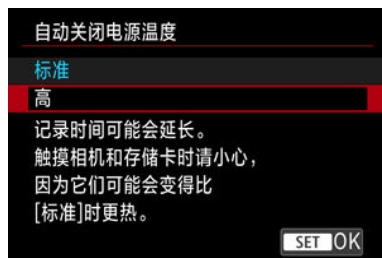 自动关闭电源温度
标准
高
记录时间可能会延长。
触摸相机和存储卡时请小心，
因为它们可能会变得比
[标准]时更热。
SET OK